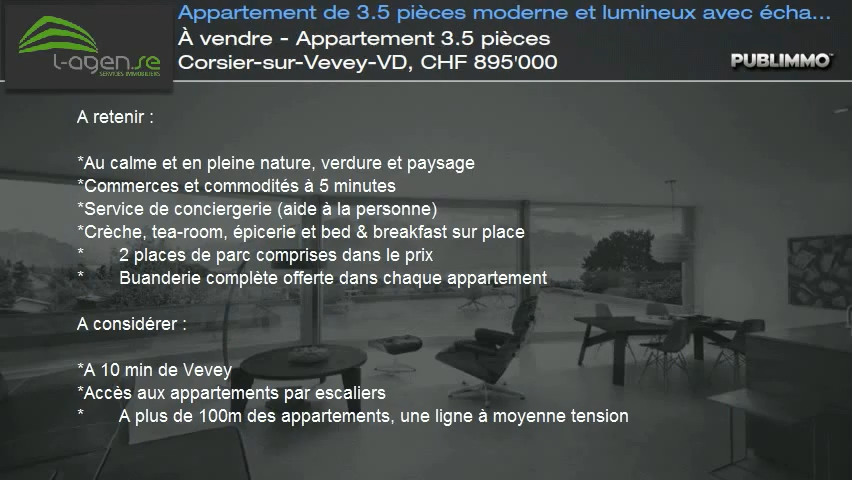 Appartement de 3.5 pièces moderne et lumineux avec écha...
À vendre - Appartement 3.5 pièces
Corsier-sur-Vevey-VD, CHF 895'000
L-agen.se
SERVICES IMMOBILIERS
PUBLIMMO
A retenir :
*Au calme et en pleine nature, verdure et paysage
*Commerces et commodités à 5 minutes
*Service de conciergerie (aide à la personne)
*Crèche, tea-room, épicerie et bed & breakfast sur place
* 2 places de parc comprises dans le prix
* Buanderie complète offerte dans chaque appartement
A considérer :
*A 10 min de Vevey
*Accès aux appartements par escaliers
* A plus de 100m des appartements, une ligne à moyenne tension